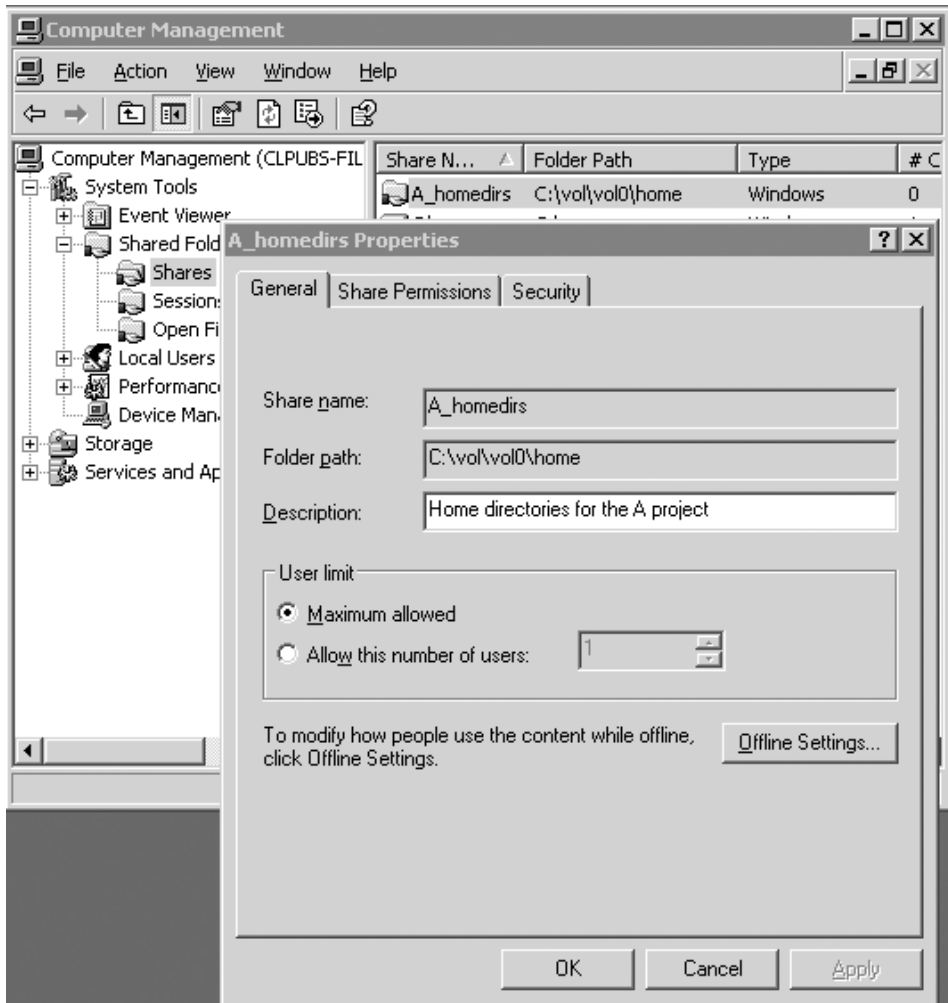 Computer Management
File Action View Window Help
Computer Management (CLPUBS-FIL
System Tools
Event Viewer
Shared Fold
Shares
Sessions
Open Fi
Local Users
Performance
Device Man
Storage
Services and Ap
Share N... Folder Path Type # C
A_homedirs C:\vol\vol0\home Windows 0
A_homedirs Properties
General Share Permissions Security
Share name: A_homedirs
Folder path: C:\vol\vol0\home
Description: Home directories for the A project
User limit
Maximum allowed
Allow this number of users: 1
To modify how people use the content while offline,
click Offline Settings.
Offline Settings...
OK Cancel Apply